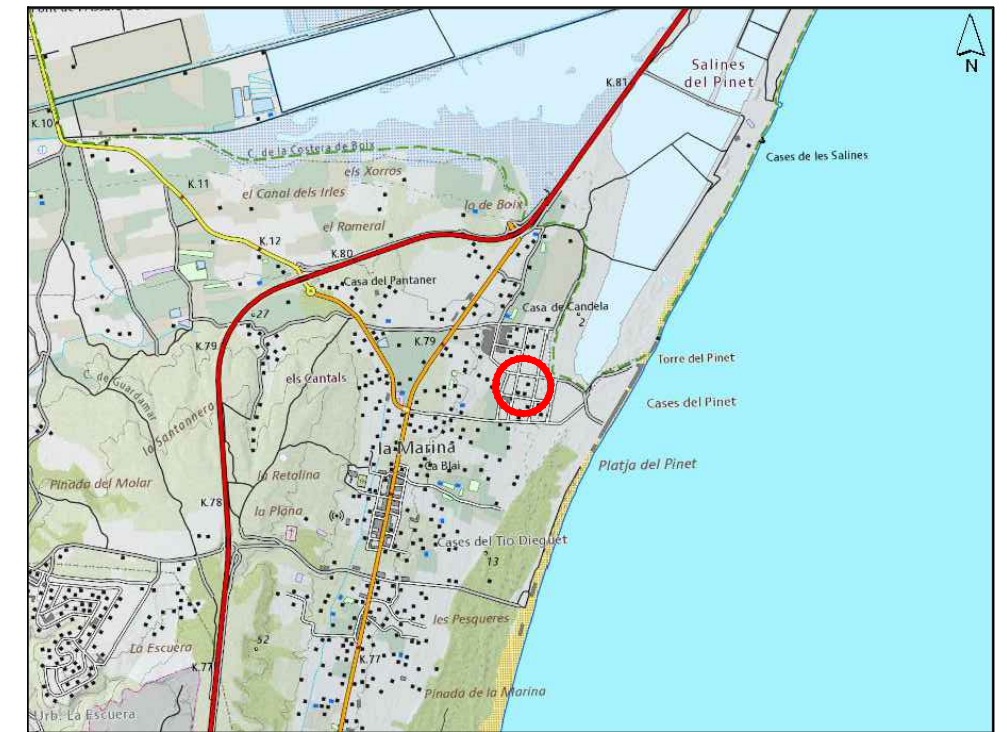 Salines
del Pinet
N
K.81
K.10
C. de la Costera de Boix
Cases de les Salines
els Xorros
K.11
el Canal dels Irles
lo de Boix
el Rameral
K.12
K.80
Casa del Pantaner
27
Casa de Candela
2
K.79
K.79
Torre del Pinet
C. de Guardamar
els Cantals
Cases del Pinet
la Santannera
la Marina
Ca Blai
Platja del Pinet
la Retalina
Pinada del Molar
K.78
la Plana
Cases del Tio Dieguet
13
les Pesqueres
52
La Escuera
K.77
K.77
Pinada de la Marina
Urb. La Escuera